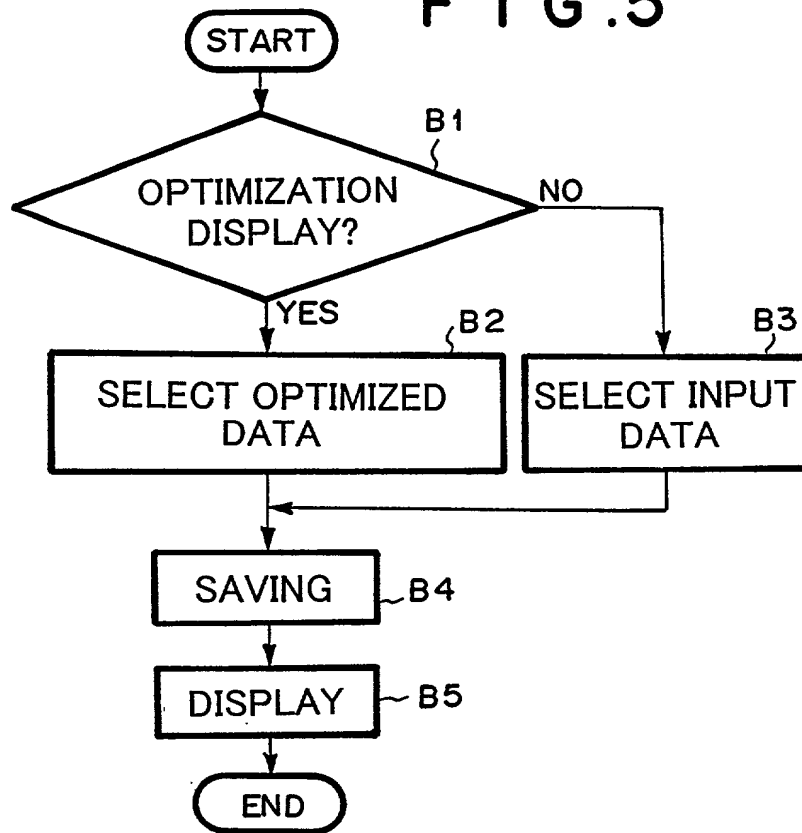 FIG.5
START
B1
OPTIMIZATION
DISPLAY?
NO
YES
B2
B3
SELECT OPTIMIZED
DATA
SELECT INPUT
DATA
SAVING
B4
DISPLAY
B5
END